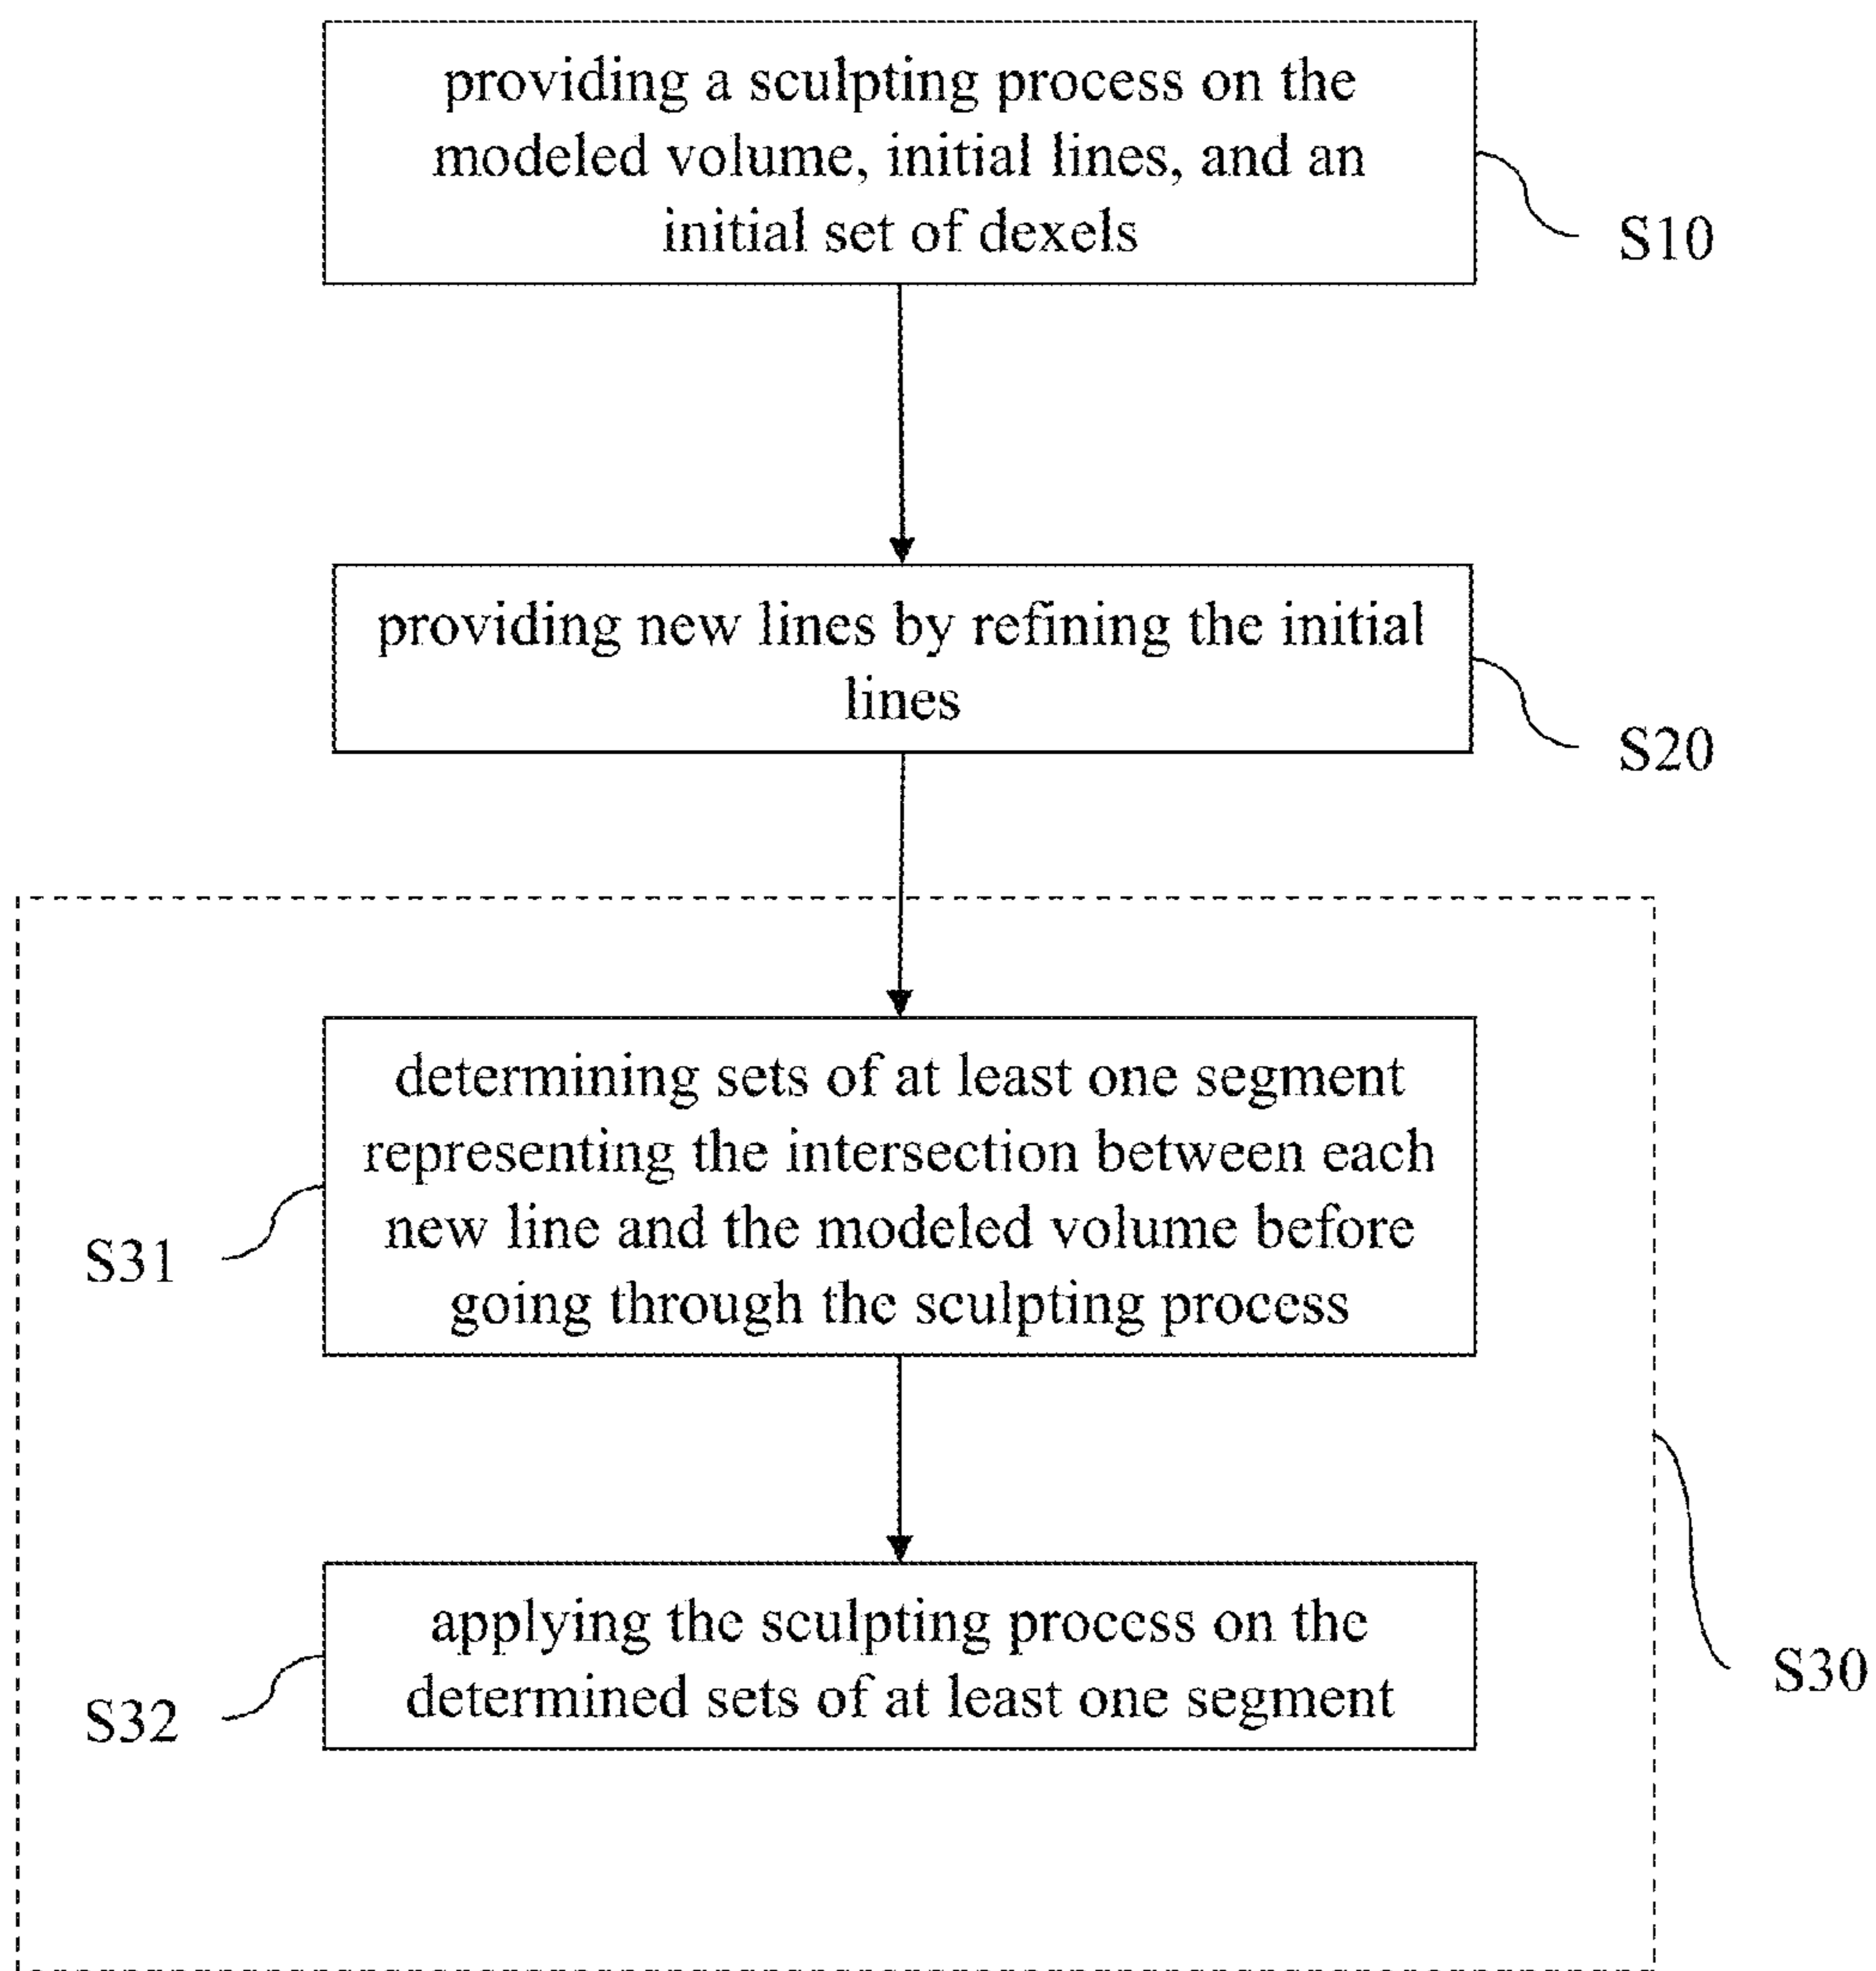 providing a sculpting process on the
modeled volume, initial lines, and an
initial set of dexels
S10
providing new lines by refining the initial
lines
S20
determining sets of at least one segment
representing the intersection between each
new line and the modeled volume before
going through the sculpting process
S31
applying the sculpting process on the
determined sets of at least one segment
S32
S30